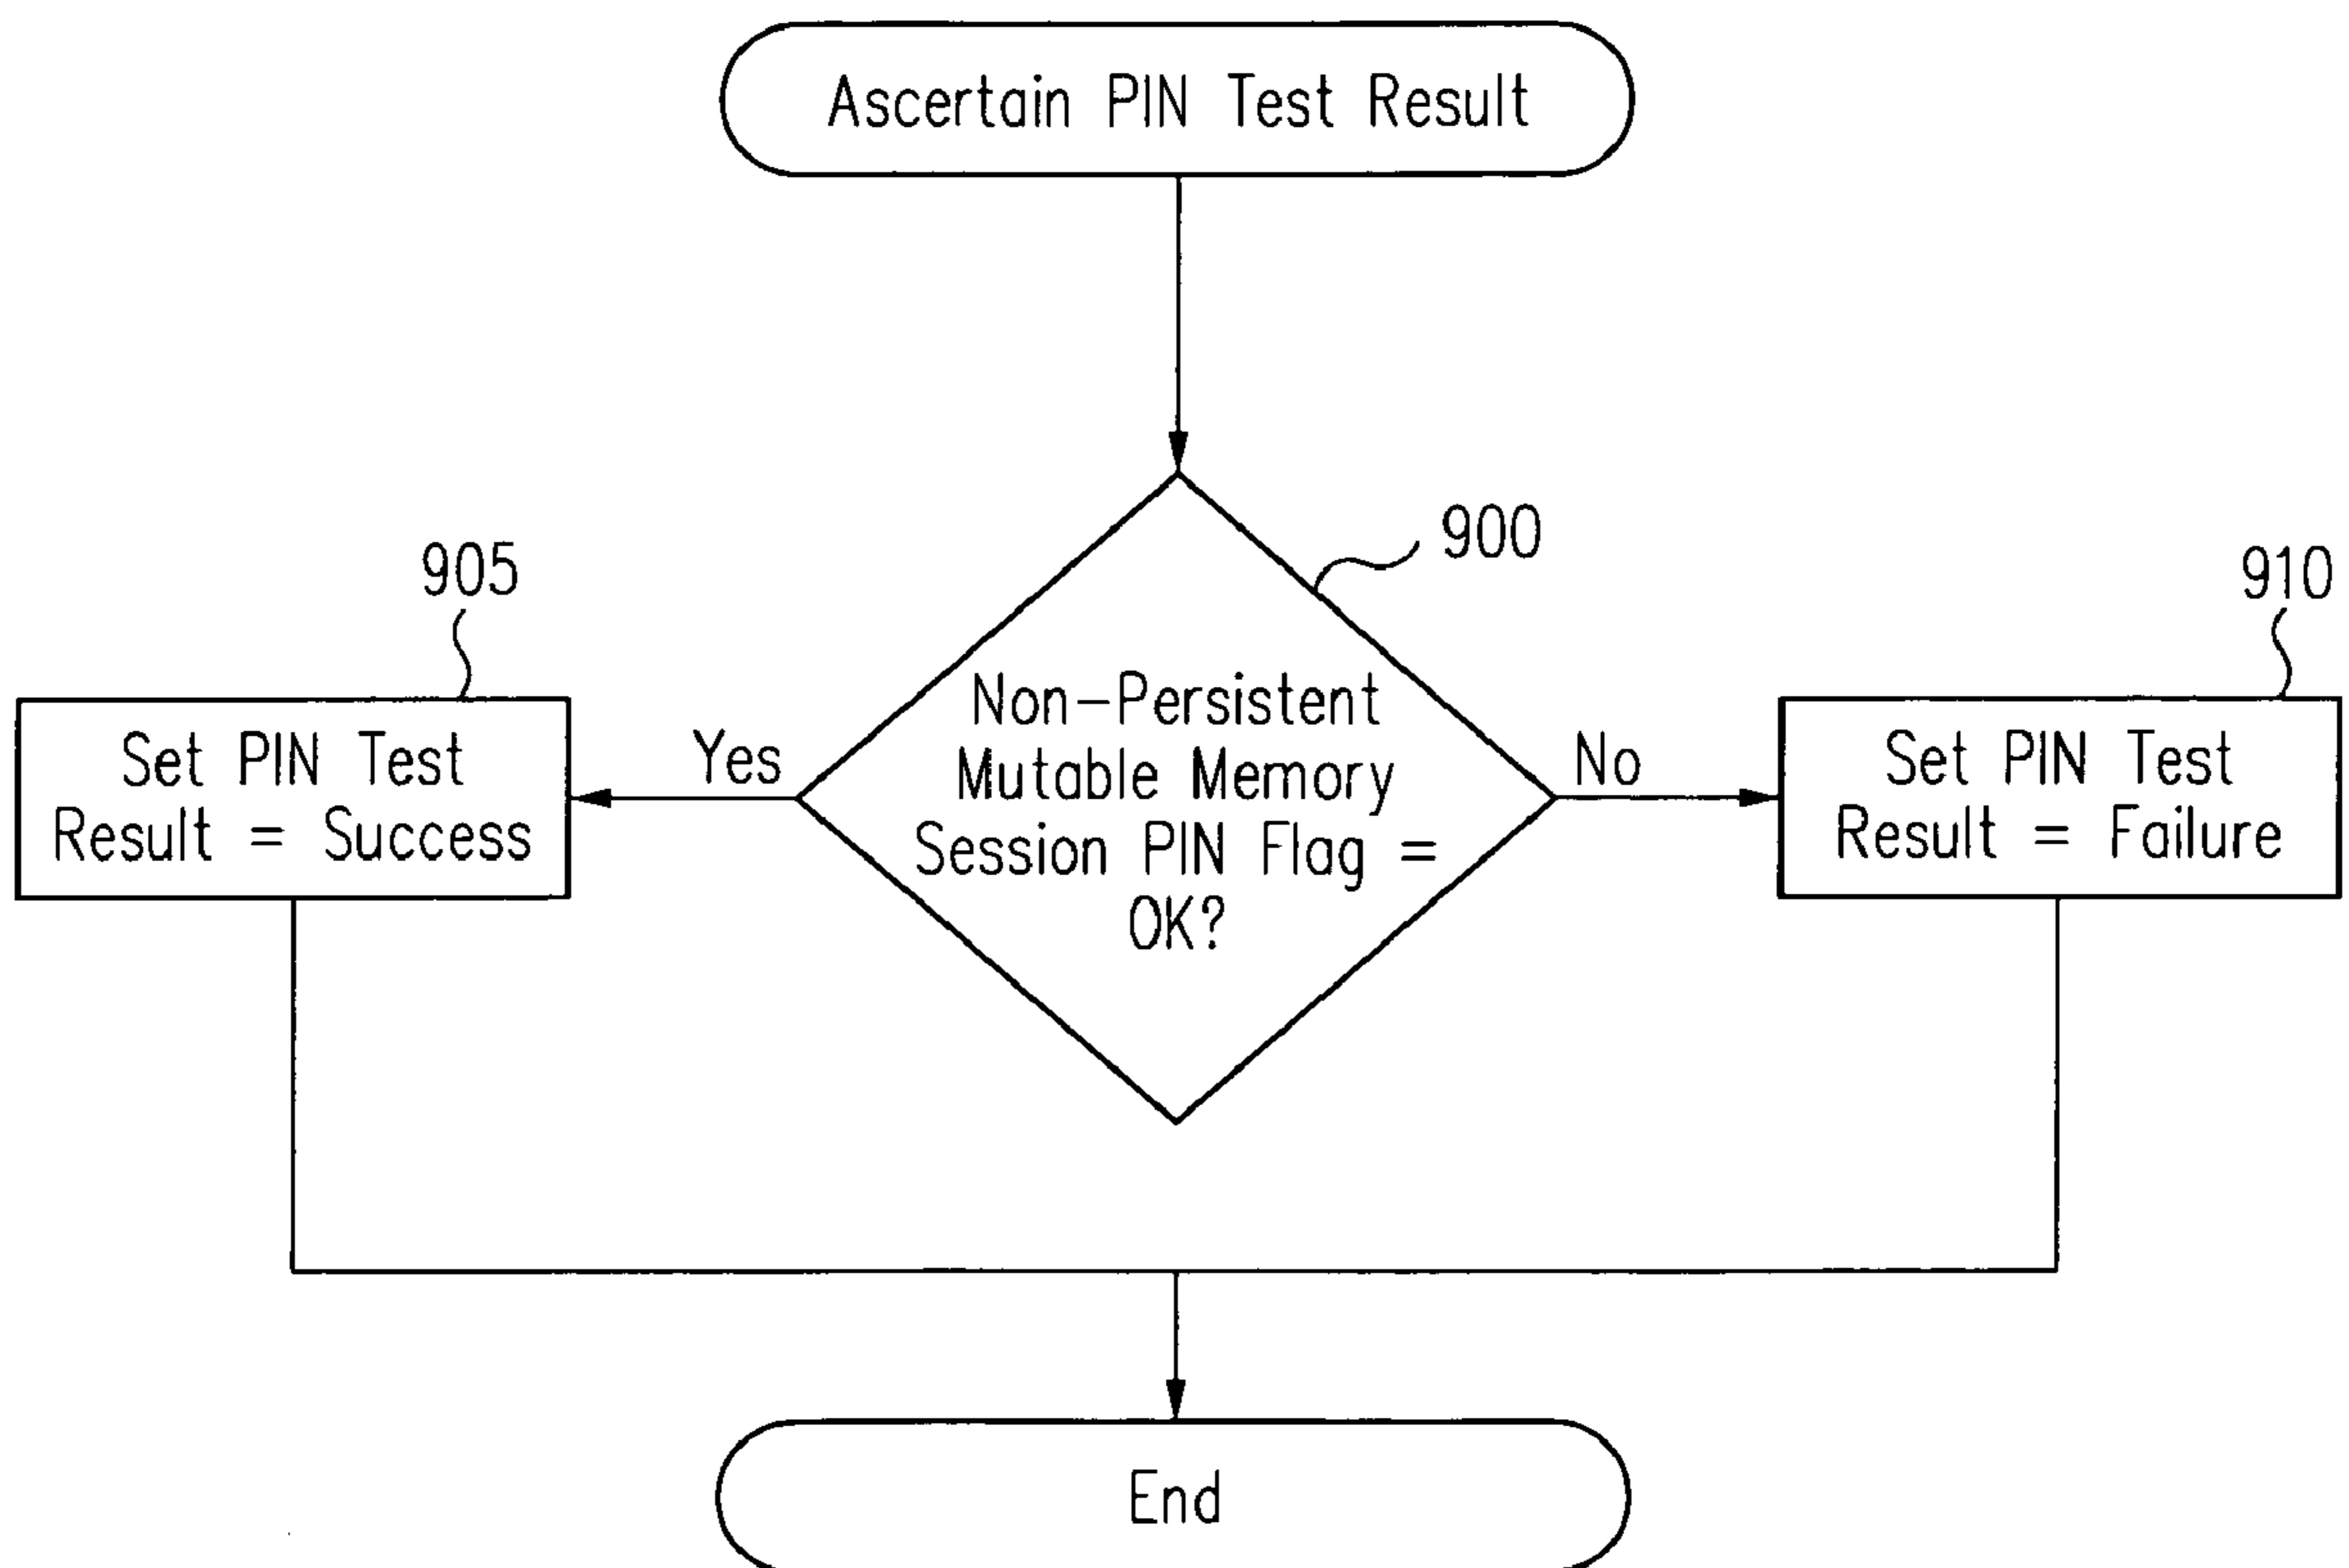 Ascertain PIN Test Result
900
905
910
Non-Persistent
Mutable Memory
Session PIN Flag =
OK?
Yes
No
Set PIN Test
Result = Success
Set PIN Test
Result = Failure
End